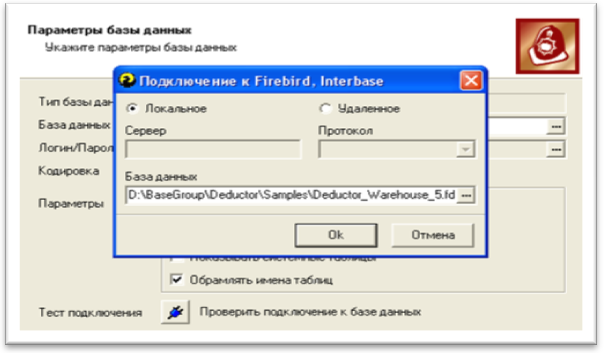 Параметры базы данных
Укажите параметры базы данных
Подключение к Firebird, Interbase
Тип базы дан
Локальное
Удаленное
База данных
Сервер
Протокол
Логин/Парол
Кодировка
База данных
D:\BaseGroup\Deductor\Samples\Deductor_Warehouse_5.fd
Параметры
Ok
Отмена
Показывать системные таблицы
Обрамлять имена таблиц
Тест подключения
Проверить подключение к базе данных